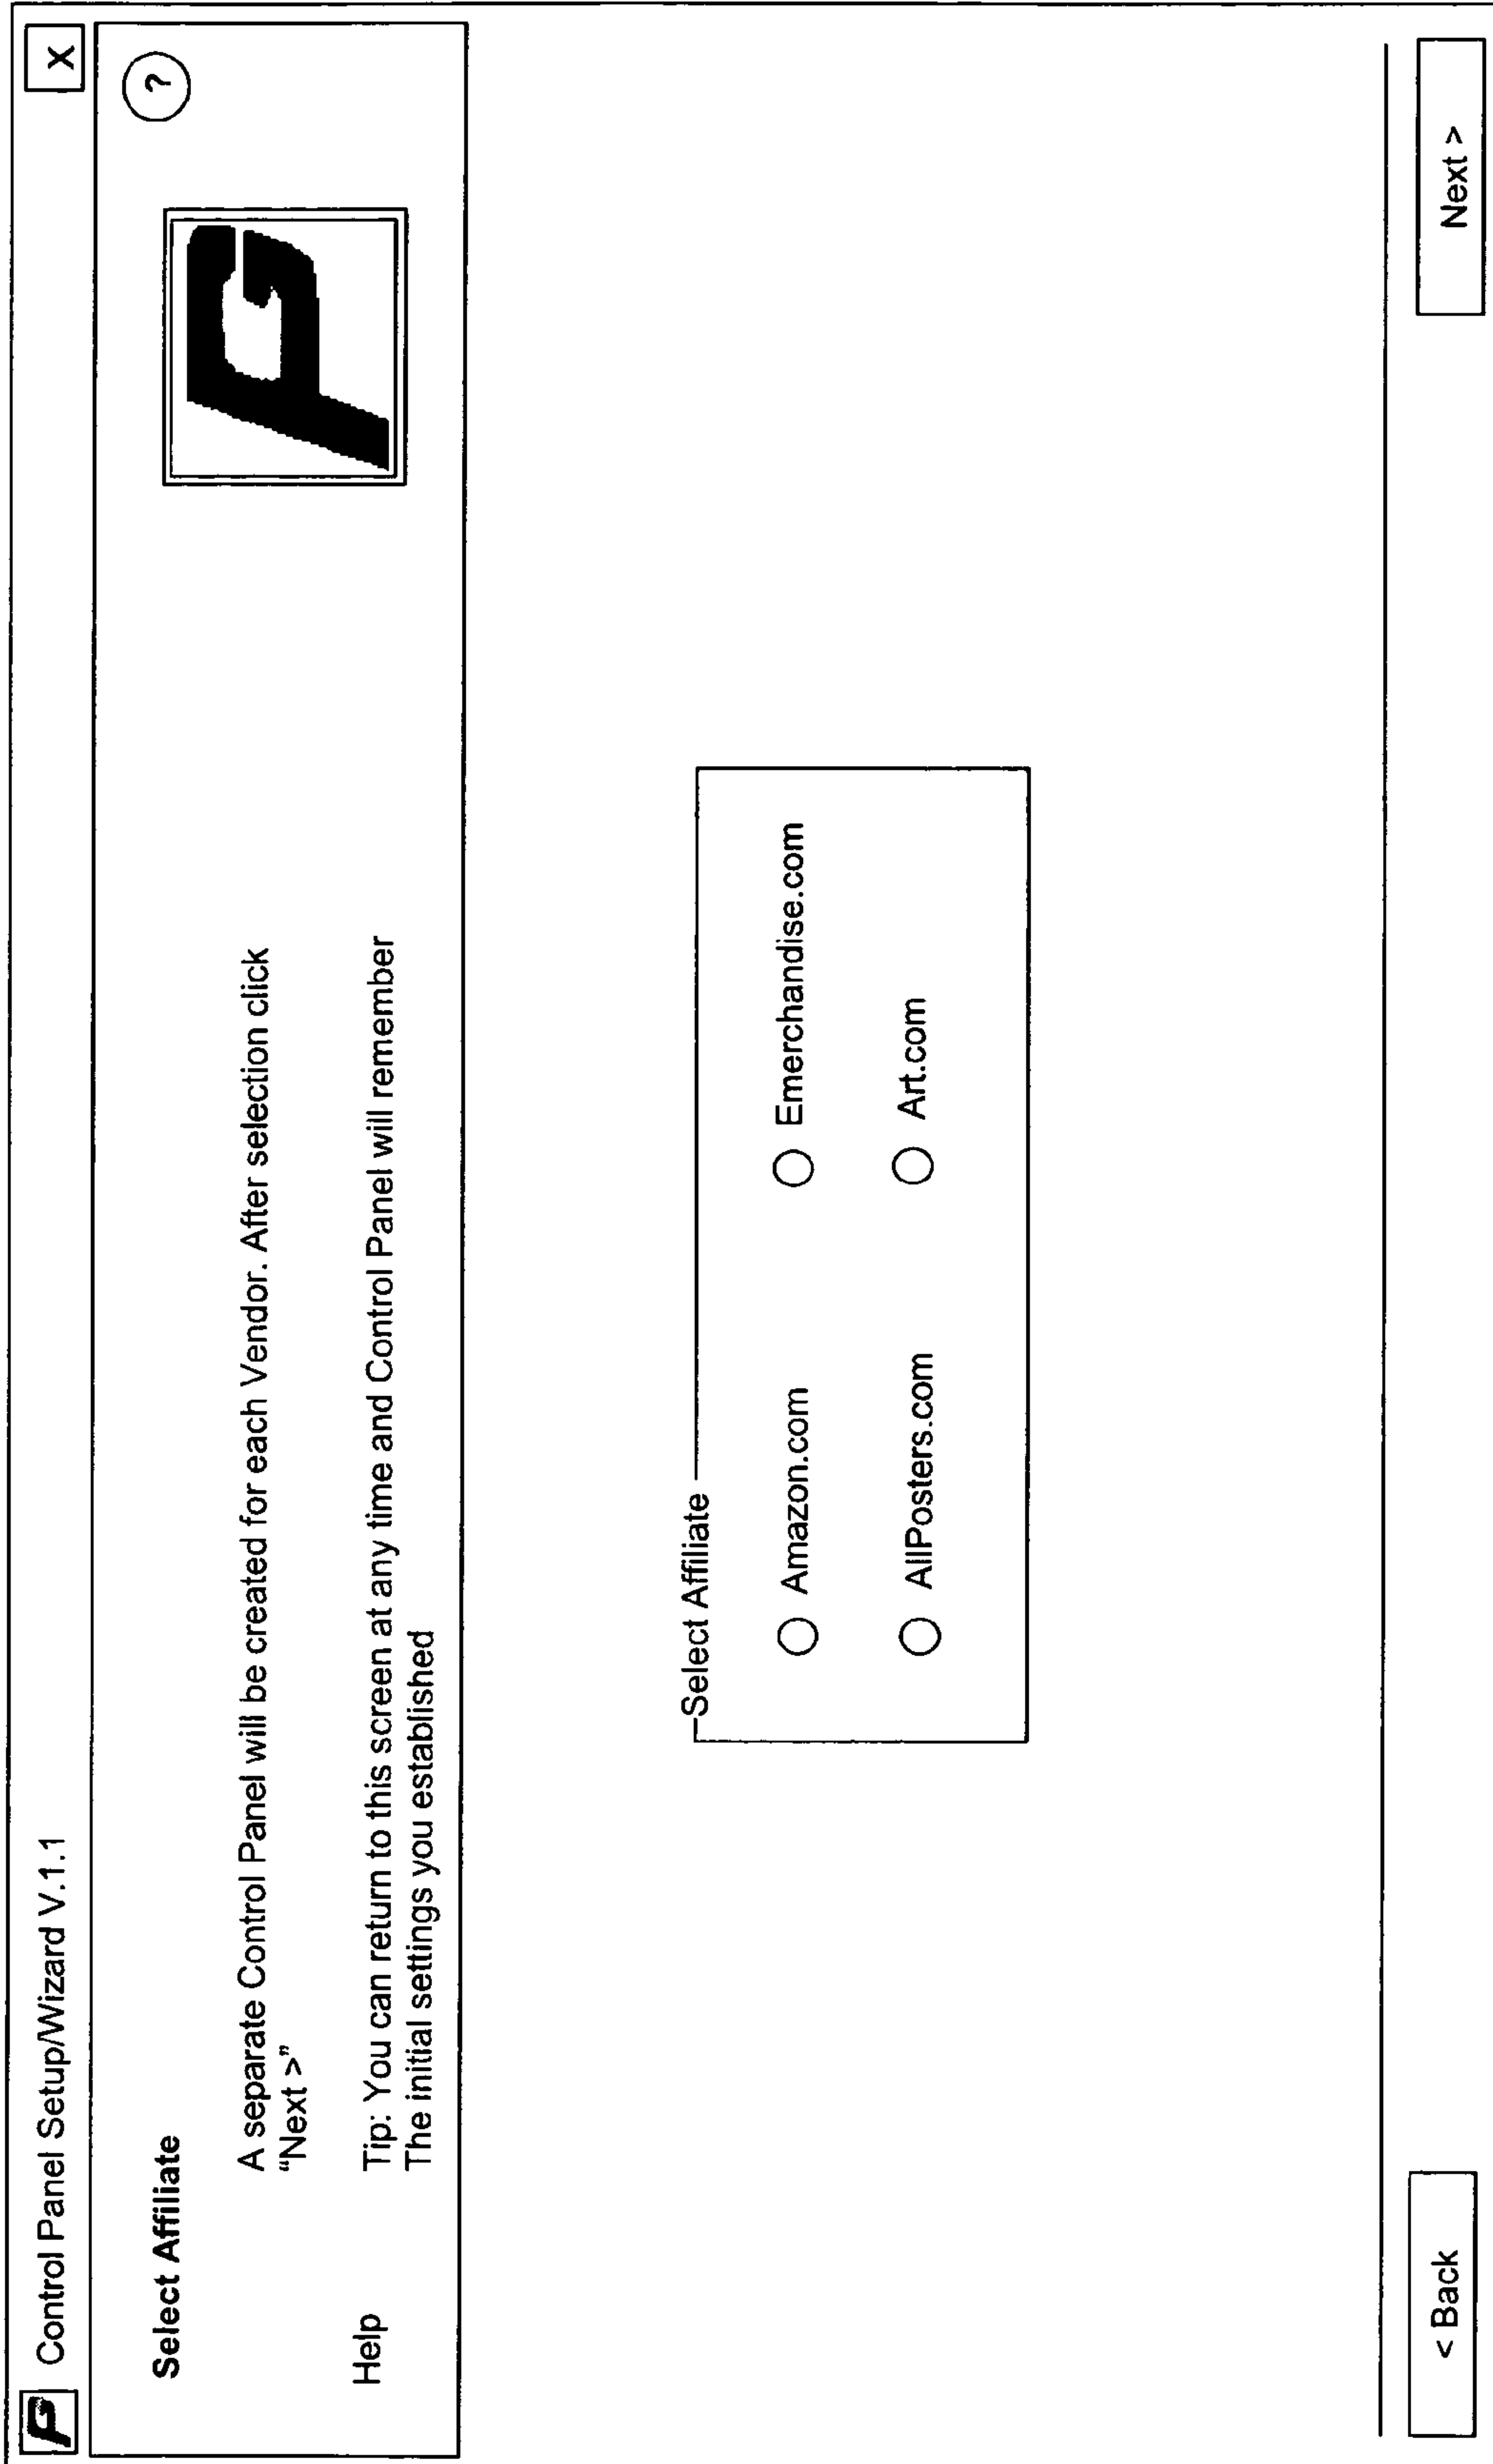 Control Panel Setup/Wizard V.1.1
X
Select Affiliate
?
A separate Control Panel will be created for each Vendor. After selection click
“Next >”
Help
Tip: You can return to this screen at any time and Control Panel will remember
The initial settings you established
Select Affiliate
Amazon.com
Emerchandise.com
AllPosters.com
Art.com
< Back
Next >